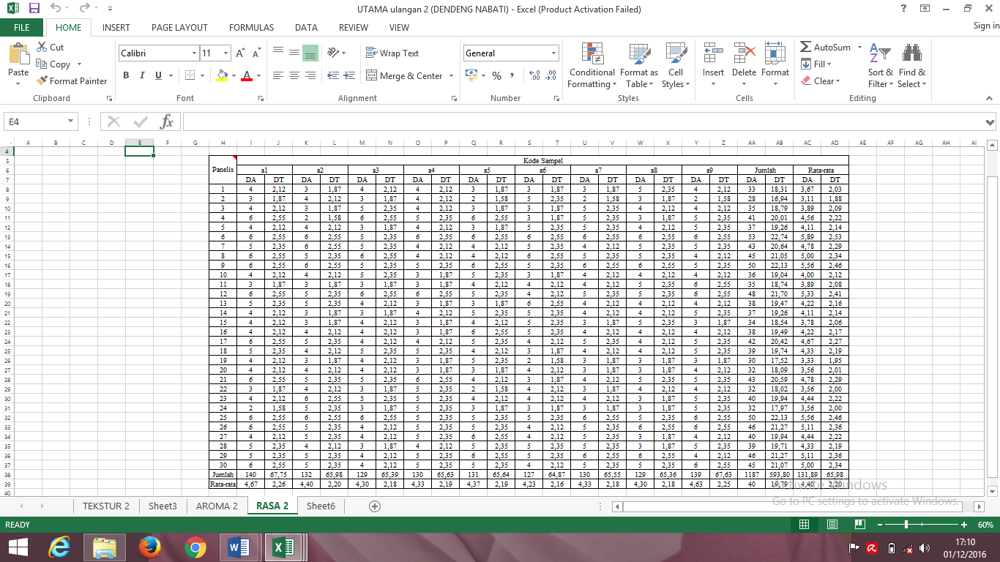 UTAMA ulangan 2 (DENDENG NABATI) - Excel (Product Activation Failed)
FILE HOME INSERT PAGE LAYOUT FORMULAS DATA REVIEW VIEW Sign in
Cut Calibri 11 Wrap Text General AutoSum
Copy Paste Format Painter B I U Merge & Center % Conditional Formatting Format as Table Cell Styles Insert Delete Format Fill Clear Sort & Filter Find & Select
Clipboard Font Alignment Number Styles Cells Editing
E4 fx
A B C D E F G H I J K L M N O P Q R S T U V W X Y Z AA AB AC AD AE AF AG AH AI
4
5 Kode Sampel
6 Panelis a1 a2 a3 a4 a5 a6 a7 a8 a9 Jumlah Rata-rata
7 DA DT DA DT DA DT DA DT DA DT DA DT DA DT DA DT DA DT DA DT DA DT
8 1 4 2,12 3 1,87 4 2,12 4 2,12 3 1,87 3 1,87 3 1,87 5 2,35 4 2,12 33 18,31 3,67 2,03
9 2 3 1,87 4 2,12 3 1,87 4 2,12 2 1,58 5 2,35 2 1,58 3 1,87 2 1,58 28 16,94 3,11 1,88
10 3 4 2,12 3 1,87 5 2,35 4 2,12 3 1,87 3 1,87 5 2,35 4 2,12 4 2,12 35 18,79 3,89 2,09
11 4 6 2,55 2 1,58 6 2,55 5 2,35 6 2,55 3 1,87 5 2,35 3 1,87 5 2,35 41 20,01 4,56 2,22
12 5 4 2,12 4 2,12 3 1,87 4 2,12 3 1,87 5 2,35 5 2,35 4 2,12 5 2,35 37 19,26 4,11 2,14
13 6 6 2,55 6 2,55 5 2,35 6 2,55 6 2,55 6 2,55 6 2,55 6 2,55 6 2,55 53 22,74 5,89 2,53
14 7 5 2,35 6 2,55 5 2,35 4 2,12 4 2,12 5 2,35 4 2,12 5 2,35 5 2,35 43 20,64 4,78 2,29
15 8 6 2,55 5 2,35 6 2,55 4 2,12 4 2,12 6 2,55 5 2,35 5 2,35 4 2,12 45 21,05 5,00 2,34
16 9 6 2,55 6 2,55 5 2,35 5 2,35 6 2,55 5 2,35 6 2,55 6 2,55 5 2,35 50 22,13 5,56 2,46
17 10 4 2,12 4 2,12 5 2,35 3 1,87 5 2,35 3 1,87 4 2,12 4 2,12 4 2,12 36 19,04 4,00 2,12
18 11 3 1,87 3 1,87 3 1,87 3 1,87 4 2,12 4 2,12 4 2,12 5 2,35 6 2,55 35 18,74 3,89 2,08
19 12 6 2,55 5 2,35 6 2,55 6 2,55 5 2,35 4 2,12 5 2,35 5 2,35 6 2,55 48 21,70 5,33 2,41
20 13 5 2,35 5 2,35 4 2,12 3 1,87 3 1,87 6 2,55 4 2,12 4 2,12 4 2,12 38 19,47 4,22 2,16
21 14 4 2,12 3 1,87 3 1,87 4 2,12 5 2,35 5 2,35 4 2,12 4 2,12 5 2,35 37 19,26 4,11 2,14
22 15 4 2,12 3 1,87 4 2,12 3 1,87 4 2,12 5 2,35 3 1,87 5 2,35 3 1,87 34 18,54 3,78 2,06
23 16 4 2,12 4 2,12 4 2,12 3 1,87 6 2,55 5 2,35 4 2,12 4 2,12 4 2,12 38 19,49 4,22 2,17
24 17 6 2,55 5 2,35 4 2,12 4 2,12 5 2,35 4 2,12 5 2,35 4 2,12 5 2,35 42 20,42 4,67 2,27
25 18 5 2,35 4 2,12 5 2,35 5 2,35 4 2,12 3 1,87 4 2,12 4 2,12 5 2,35 39 19,74 4,33 2,19
26 19 4 2,12 3 1,87 4 2,12 3 1,87 5 2,35 2 1,58 3 1,87 3 1,87 3 1,87 30 17,52 3,33 1,95
27 20 4 2,12 4 2,12 4 2,12 3 1,87 3 1,87 4 2,12 3 1,87 3 1,87 4 2,12 32 18,09 3,56 2,01
28 21 6 2,55 5 2,35 5 2,35 6 2,55 4 2,12 3 1,87 4 2,12 5 2,35 5 2,35 43 20,59 4,78 2,29
29 22 3 1,87 4 2,12 3 1,87 5 2,35 2 1,58 4 2,12 3 1,87 4 2,12 4 2,12 32 18,02 3,56 2,00
30 23 4 2,12 6 2,55 5 2,35 5 2,35 4 2,12 4 2,12 4 2,12 3 1,87 5 2,35 40 19,94 4,44 2,22
31 24 2 1,58 5 2,35 3 1,87 5 2,35 3 1,87 3 1,87 3 1,87 3 1,87 5 2,35 32 17,97 3,56 2,00
32 25 6 2,55 6 2,55 6 2,55 5 2,35 5 2,35 5 2,35 6 2,55 5 2,35 6 2,55 50 22,13 5,56 2,46
33 26 6 2,55 5 2,35 4 2,12 5 2,35 5 2,35 4 2,12 5 2,35 6 2,55 6 2,55 46 21,27 5,11 2,36
34 27 4 2,12 5 2,35 4 2,12 5 2,35 6 2,55 4 2,12 5 2,35 3 1,87 4 2,12 40 19,94 4,44 2,22
35 28 5 2,35 4 2,12 3 1,87 4 2,12 5 2,35 5 2,35 5 2,35 3 1,87 5 2,35 39 19,71 4,33 2,19
36 29 5 2,35 5 2,35 4 2,12 5 2,35 6 2,55 5 2,35 6 2,55 6 2,55 4 2,12 46 21,27 5,11 2,36
37 30 6 2,55 5 2,35 4 2,12 5 2,35 5 2,35 4 2,12 5 2,35 5 2,35 6 2,55 45 21,07 5,00 2,34
38 Jumlah 140 67,75 132 65,98 129 65,39 130 65,63 131 65,64 127 64,87 130 65,55 129 65,36 139 67,63 1187 593,80 131,89 65,98
39 Rata-rata 4,67 2,26 4,40 2,20 4,30 2,18 4,33 2,19 4,37 2,19 4,23 2,16 4,33 2,18 4,30 2,18 4,63 2,25 40 19,79 4,40 2,20
40
Activate Windows
Go to PC settings to activate Windows.
TEKSTUR 2 Sheet3 AROMA 2 RASA 2 Sheet6
READY 60%
17:10
01/12/2016